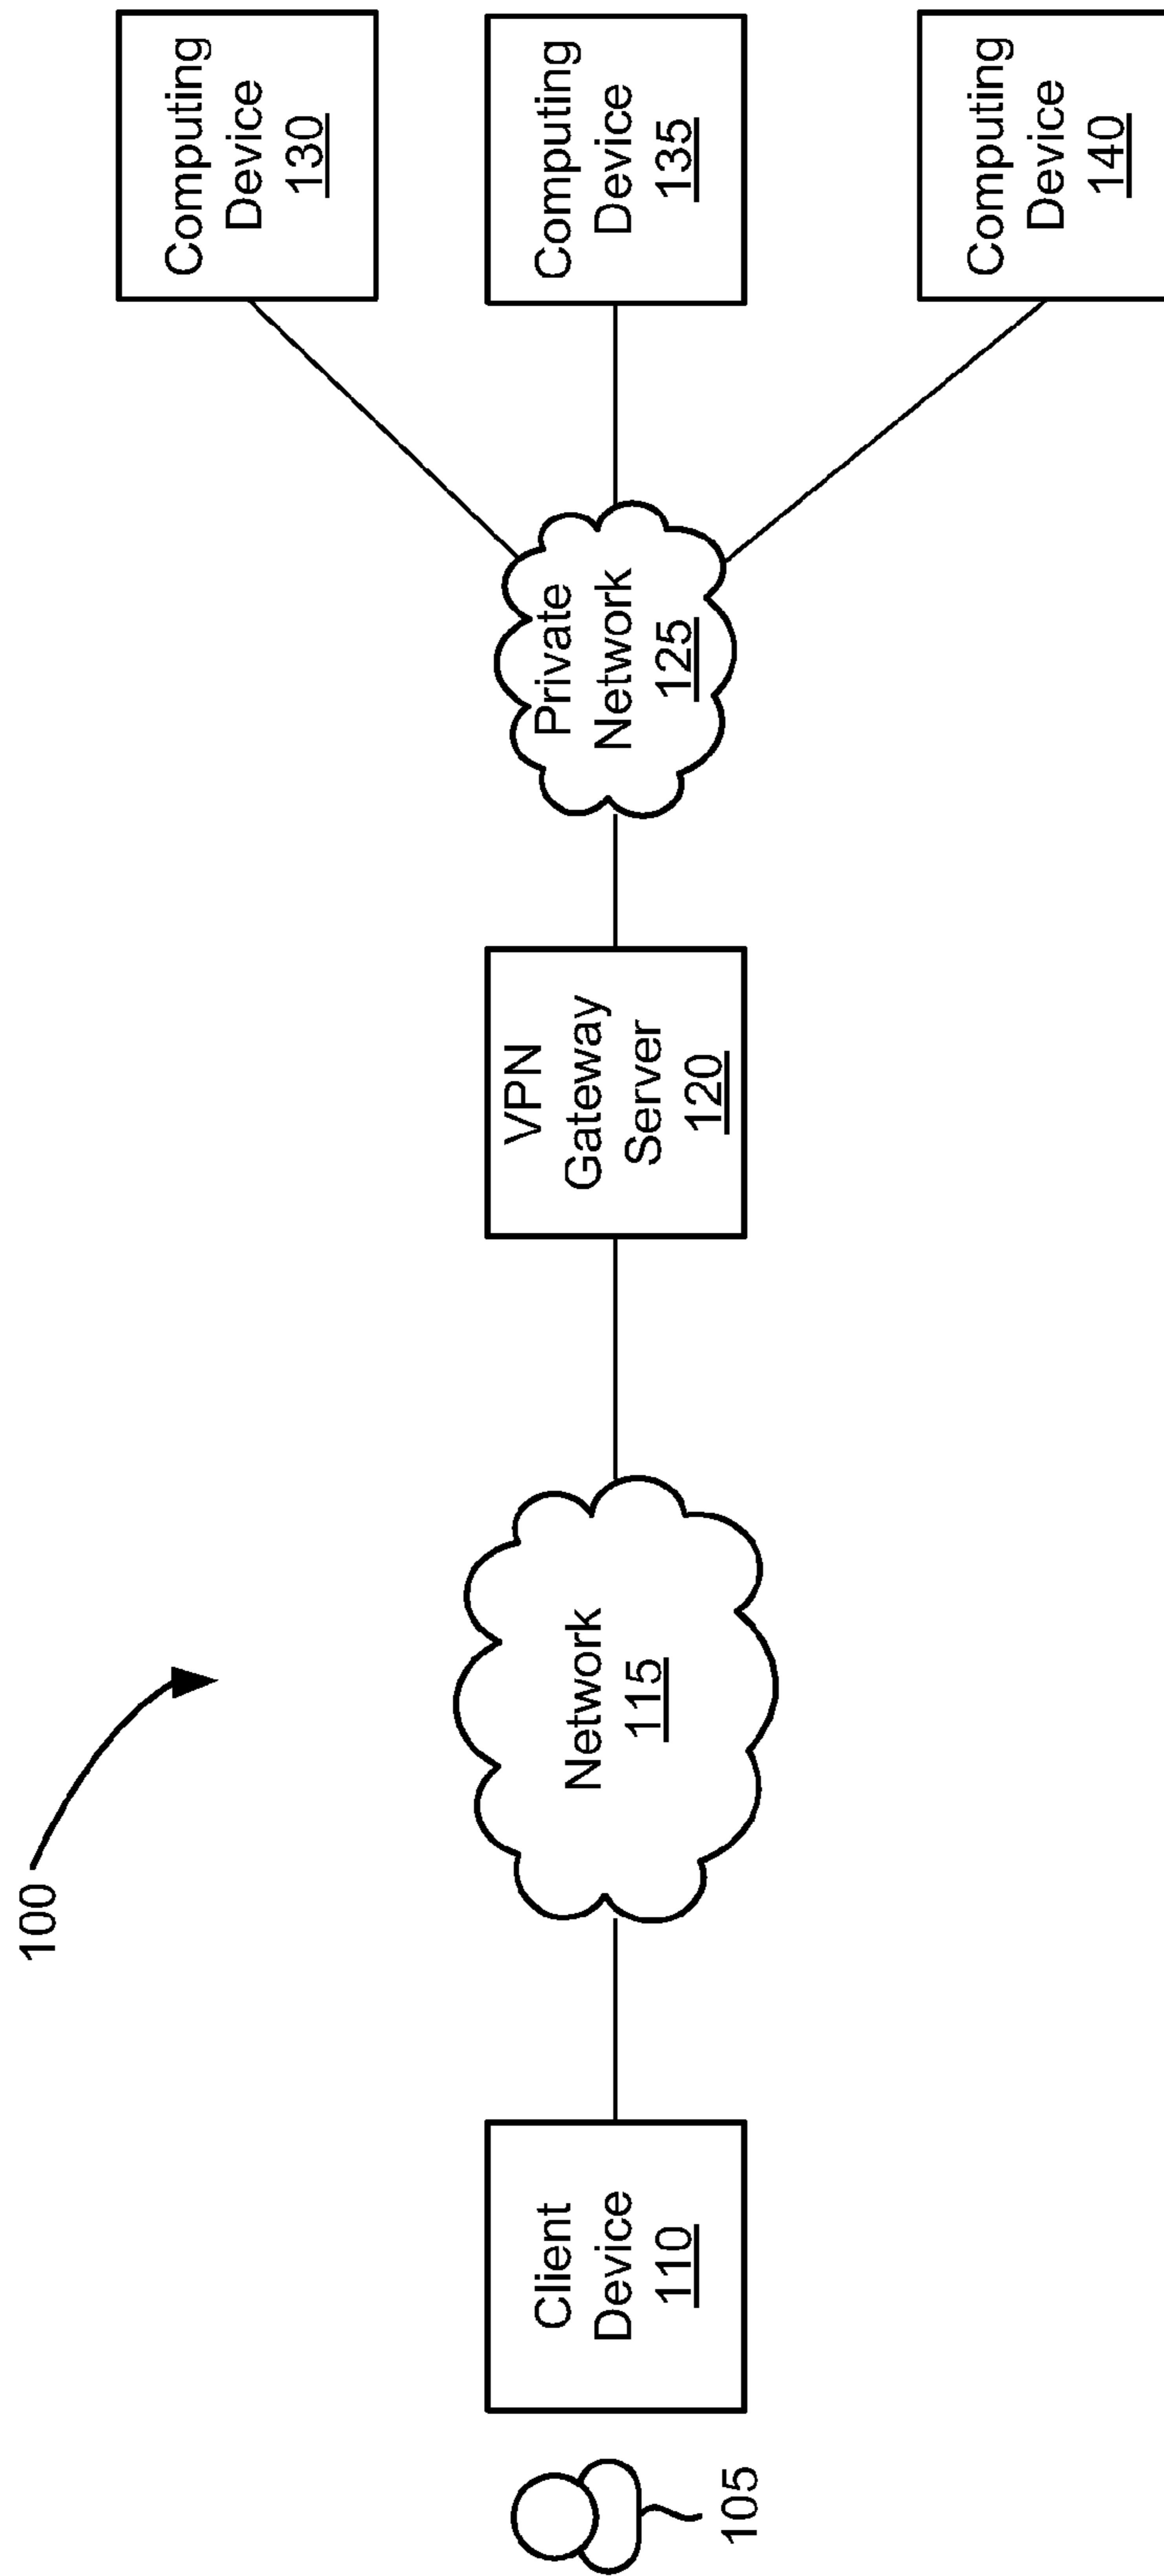 100
105
Client
Device
110
Network
115
VPN
Gateway
Server
120
Private
Network
125
Computing
Device
130
Computing
Device
135
Computing
Device
140